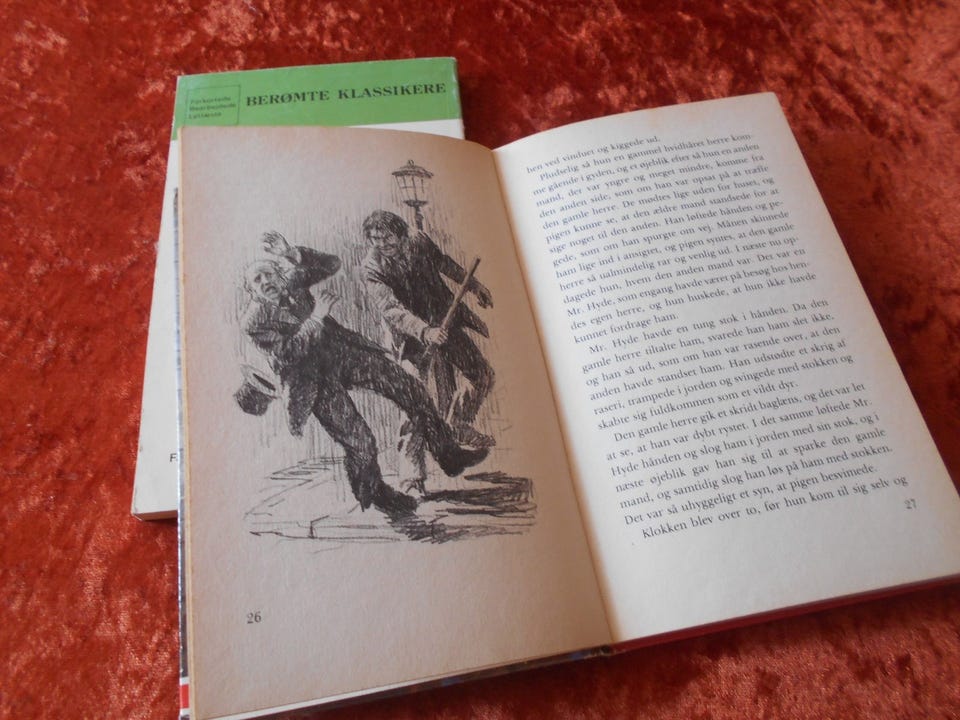 Forkortede
Bearbejdede
Letlæste
BERØMTE KLASSIKERE
F
26
hen ved vinduet og kiggede ud.
Pludselig så hun en gammel hvidhåret herre kom-
me gående i gyden, og et øjeblik efter så hun en anden
mand, der var yngre og meget mindre, komme fra
den anden side, som om han var opsat på at træffe
den gamle herre. De mødtes lige uden for huset, og
pigen kunne se, at den ældre mand standsede for at
sige noget til den anden. Han løftede hånden og pe-
gede, som om han spurgte om vej. Månen skinnede
ham lige ind i ansigtet, og pigen syntes, at den gamle
herre så ualmindelig rar og venlig ud. I næste nu op-
dagede hun, hvem den anden mand var. Det var en
Mr. Hyde, som engang havde været på besøg hos hen-
des egen herre, og hun huskede, at hun ikke havde
kunnet fordrage ham.
Mr. Hyde havde en tung stok i hånden. Da den
gamle herre tiltalte ham, svarede han ham slet ikke,
og han så ud, som om han var rasende over, at den
anden havde standset ham. Han udstødte et skrig af
raseri, trampede i jorden og svingede med stokken og
skabte sig fuldkommen som et vildt dyr.
Den gamle herre gik et skridt baglæns, og det var let
at se, at han var dybt rystet. I det samme løftede Mr.
Hyde hånden og slog ham i jorden med sin stok, og i
næste øjeblik gav han sig til at sparke den gamle
mand, og samtidig slog han løs på ham med stokken.
Det var så uhyggeligt et syn, at pigen besvimede.
Klokken blev over to, før hun kom til sig selv og
27